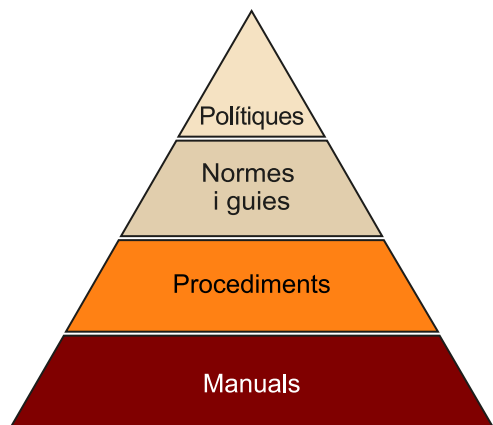 Polítiques
Normes
i guies
Procediments
Manuals